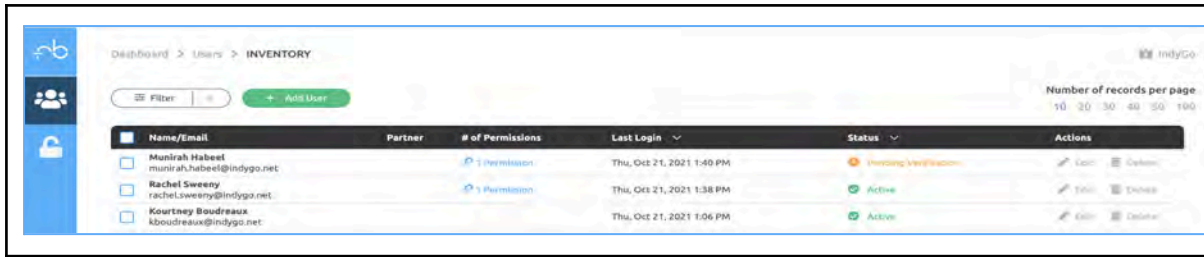 Dashboard > Users > INVENTORY
IndyGo
Filter
+ Add User
Number of records per page
10 20 30 40 50 100
Name/Email Partner # of Permissions Last Login Status Actions
Munirah Habeel
munirah.habeel@indygo.net
1 Permission Thu, Oct 21, 2021 1:40 PM Pending Verification Edit Delete
Rachel Sweeny
rachel.sweeny@indygo.net
1 Permission Thu, Oct 21, 2021 1:38 PM Active Edit Delete
Kourtney Boudreaux
kboudreaux@indygo.net
Thu, Oct 21, 2021 1:06 PM Active Edit Delete